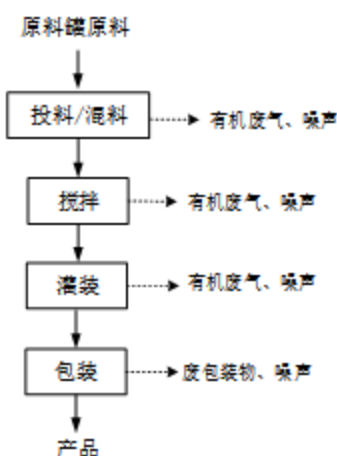 原料罐原料
投料/混料
有机废气、噪声
搅拌
有机废气、噪声
灌装
有机废气、噪声
包装
废包装物、噪声
产品